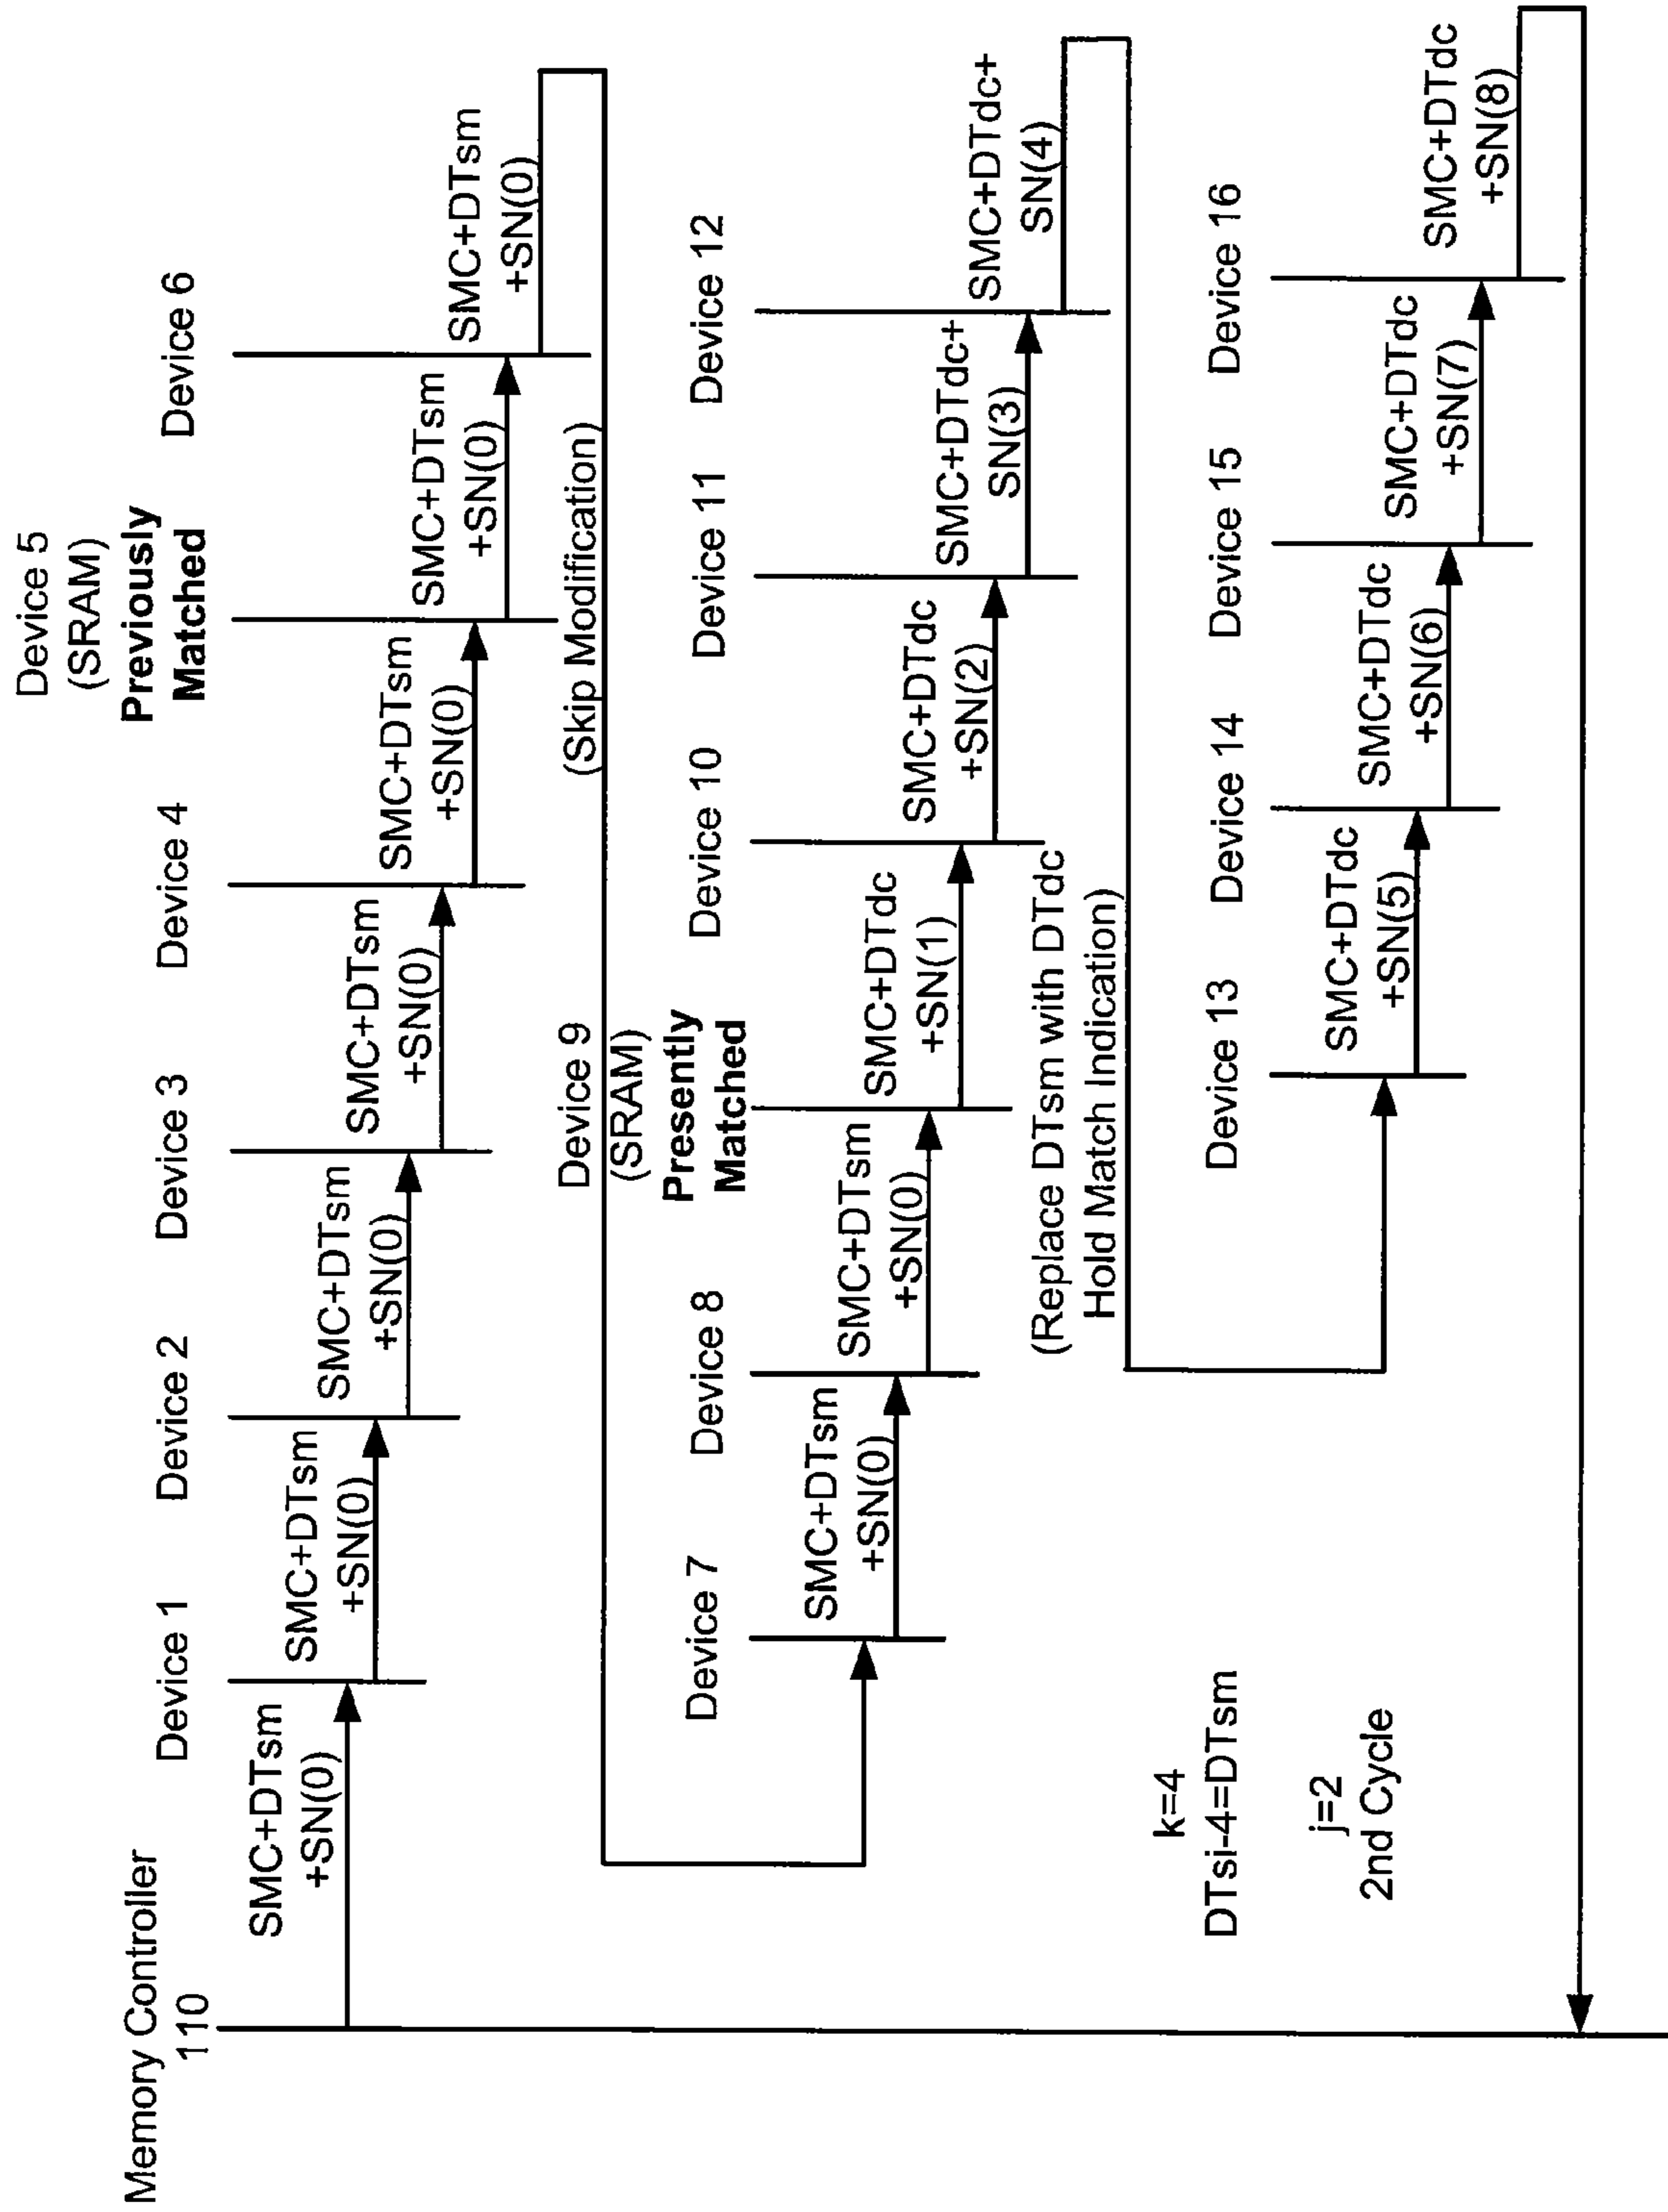 Memory Controller
110
Device 1
Device 2
Device 3
Device 4
Device 5
(SRAM)
Previously
Matched
Device 6
SMC+DTsm
+SN(0)
SMC+DTsm
+SN(0)
SMC+DTsm
+SN(0)
SMC+DTsm
+SN(0)
SMC+DTsm
+SN(0)
SMC+DTsm
+SN(0)
SMC+DTsm
+SN(0)
(Skip Modification)
Device 7
Device 8
Device 9
(SRAM)
Presently
Matched
Device 10
Device 11
Device 12
SMC+DTsm
+SN(0)
SMC+DTsm
+SN(0)
SMC+DTdc
+SN(1)
SMC+DTdc
+SN(2)
SMC+DTdc+
SN(3)
SMC+DTdc+
SN(4)
(Replace DTsm with DTdc
Hold Match Indication)
Device 13
Device 14
Device 15
Device 16
SMC+DTdc
+SN(5)
SMC+DTdc
+SN(6)
SMC+DTdc
+SN(7)
SMC+DTdc
+SN(8)
k=4
DTsi-4=DTsm
j=2
2nd Cycle